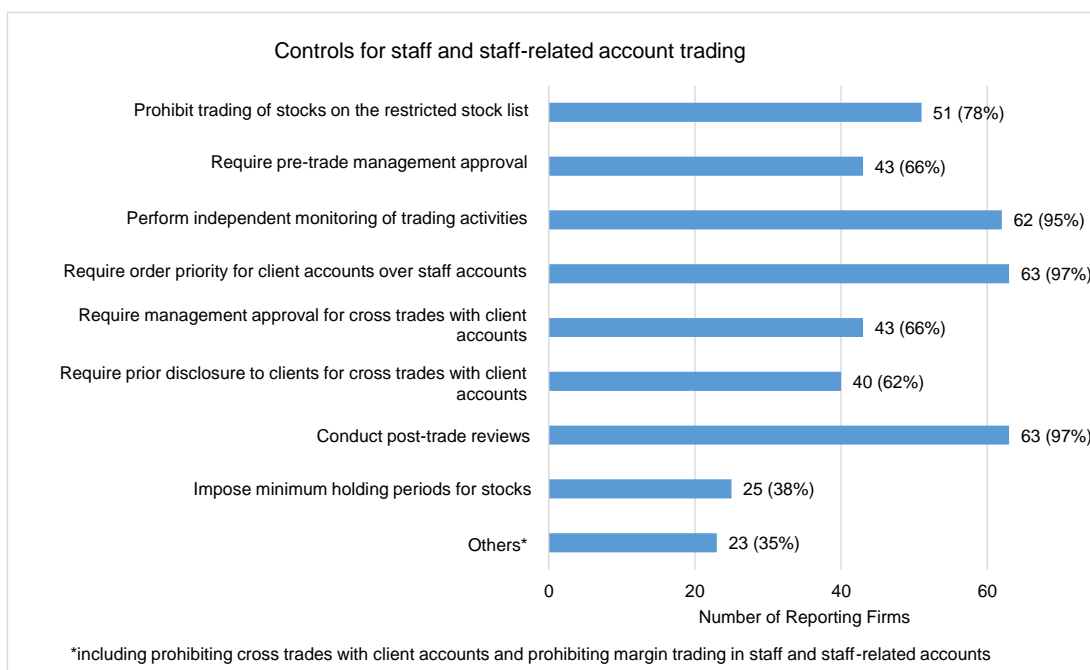 Controls for staff and staff-related account trading
Prohibit trading of stocks on the restricted stock list
51 (78%)
Require pre-trade management approval
43 (66%)
Perform independent monitoring of trading activities
62 (95%)
Require order priority for client accounts over staff accounts
63 (97%)
Require management approval for cross trades with client
accounts
43 (66%)
Require prior disclosure to clients for cross trades with client
accounts
40 (62%)
Conduct post-trade reviews
63 (97%)
Impose minimum holding periods for stocks
25 (38%)
Others*
23 (35%)
0 20 40 60
Number of Reporting Firms
*including prohibiting cross trades with client accounts and prohibiting margin trading in staff and staff-related accounts